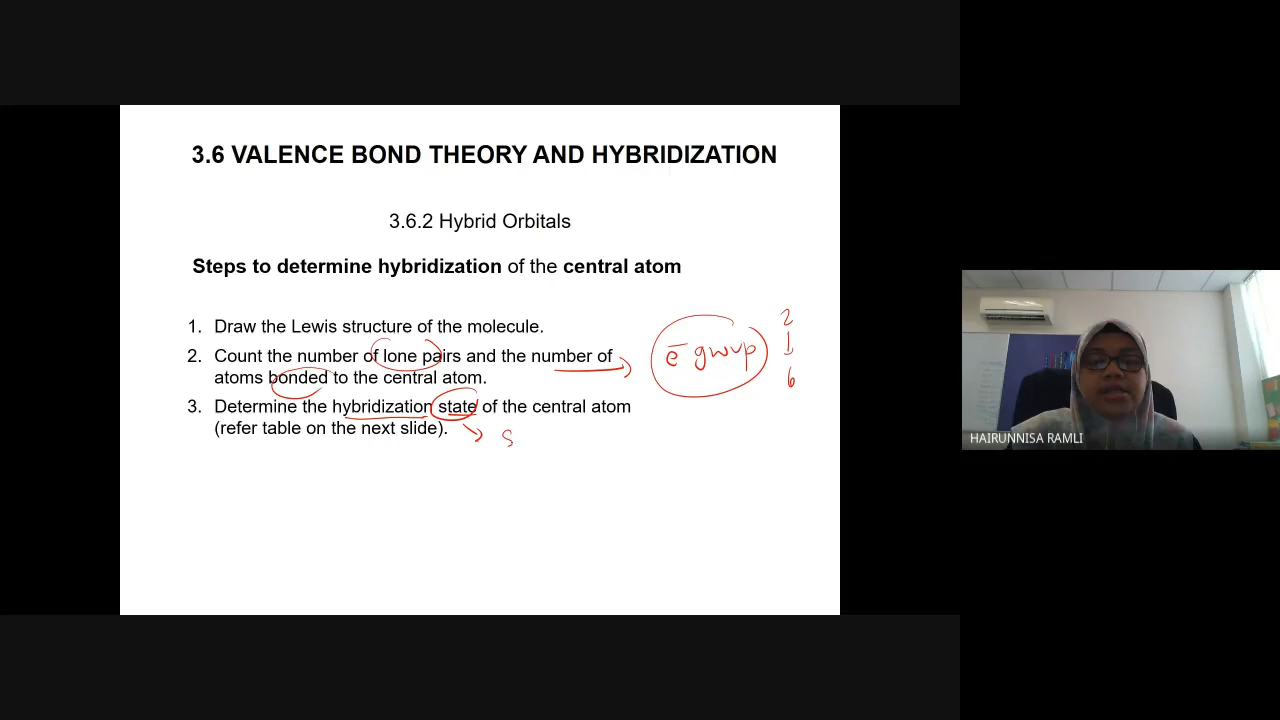 3.6 VALENCE BOND THEORY AND HYBRIDIZATION
3.6.2 Hybrid Orbitals
Steps to determine hybridization of the central atom
1. Draw the Lewis structure of the molecule.
2. Count the number of lone pairs and the number of
atoms bonded to the central atom.
3. Determine the hybridization state of the central atom
(refer table on the next slide).
e̅ group
2
6
S
HAIRUNNISA RAMLI